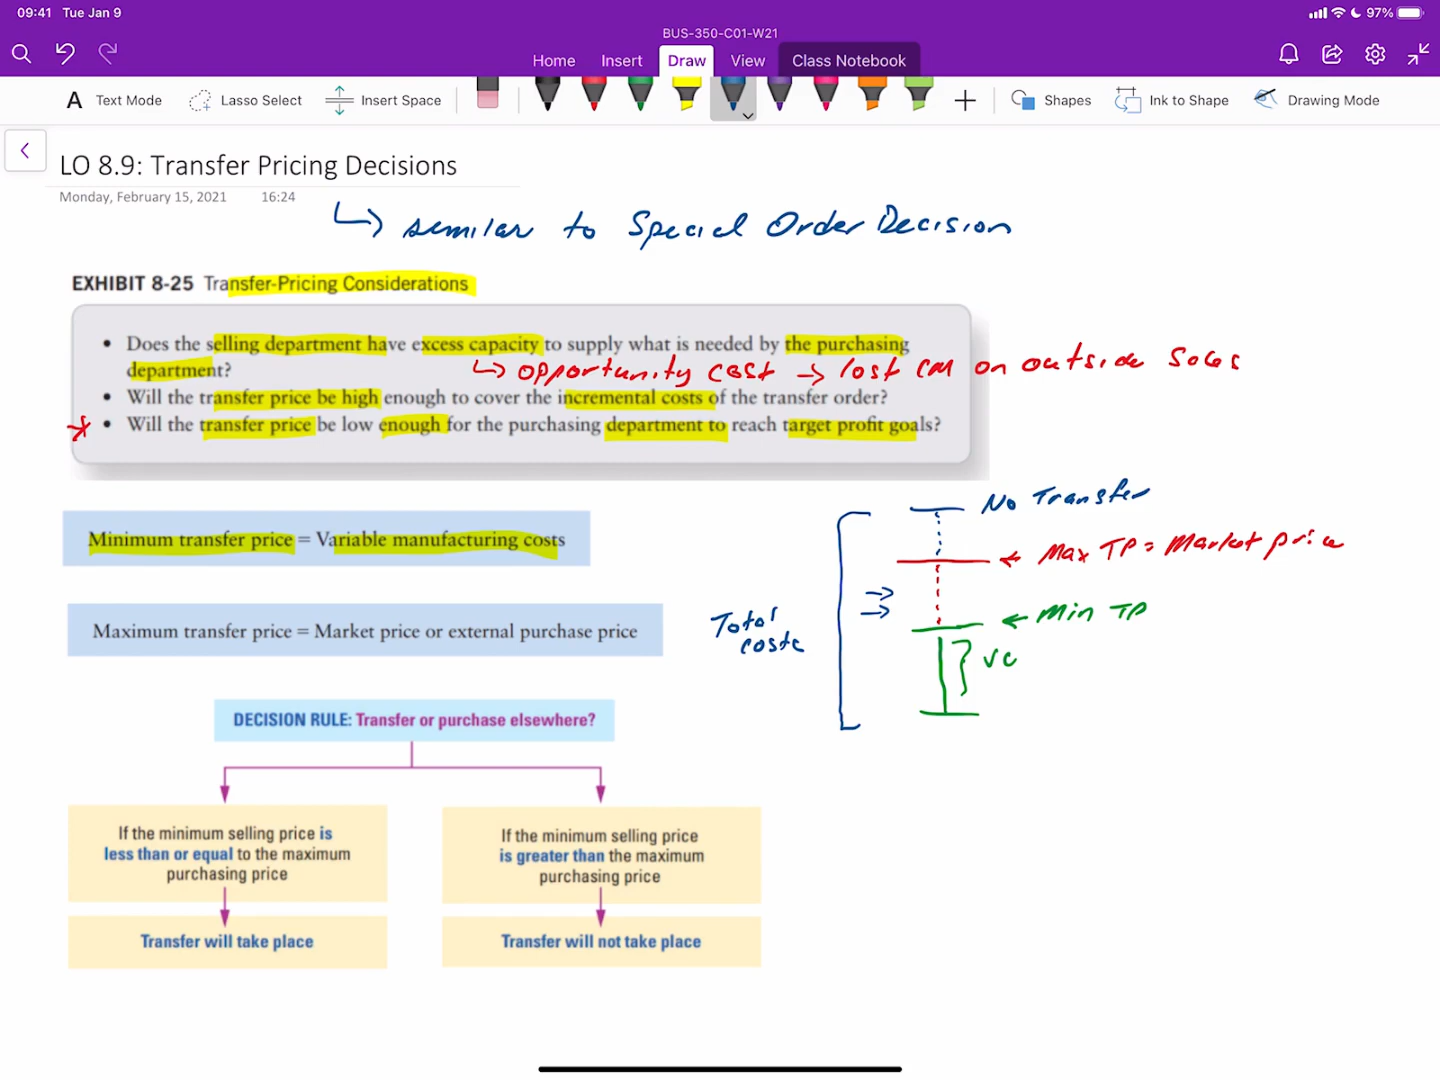 09:41 Tue Jan 9
97%
BUS-350-C01-W21
Home Insert Draw View Class Notebook
A Text Mode Lasso Select Insert Space Shapes Ink to Shape Drawing Mode
LO 8.9: Transfer Pricing Decisions
Monday, February 15, 2021 16:24
similar to Special Order Decision
EXHIBIT 8-25 Transfer-Pricing Considerations
• Does the selling department have excess capacity to supply what is needed by the purchasing
department?
↳ opportunity cost → lost CM on outside sales
• Will the transfer price be high enough to cover the incremental costs of the transfer order?
* • Will the transfer price be low enough for the purchasing department to reach target profit goals?
No Transfer
Minimum transfer price = Variable manufacturing costs
← Max TP = Market price
← Min TP
Maximum transfer price = Market price or external purchase price
Total
costs
VC
DECISION RULE: Transfer or purchase elsewhere?
If the minimum selling price is
less than or equal to the maximum
purchasing price
If the minimum selling price
is greater than the maximum
purchasing price
Transfer will take place
Transfer will not take place